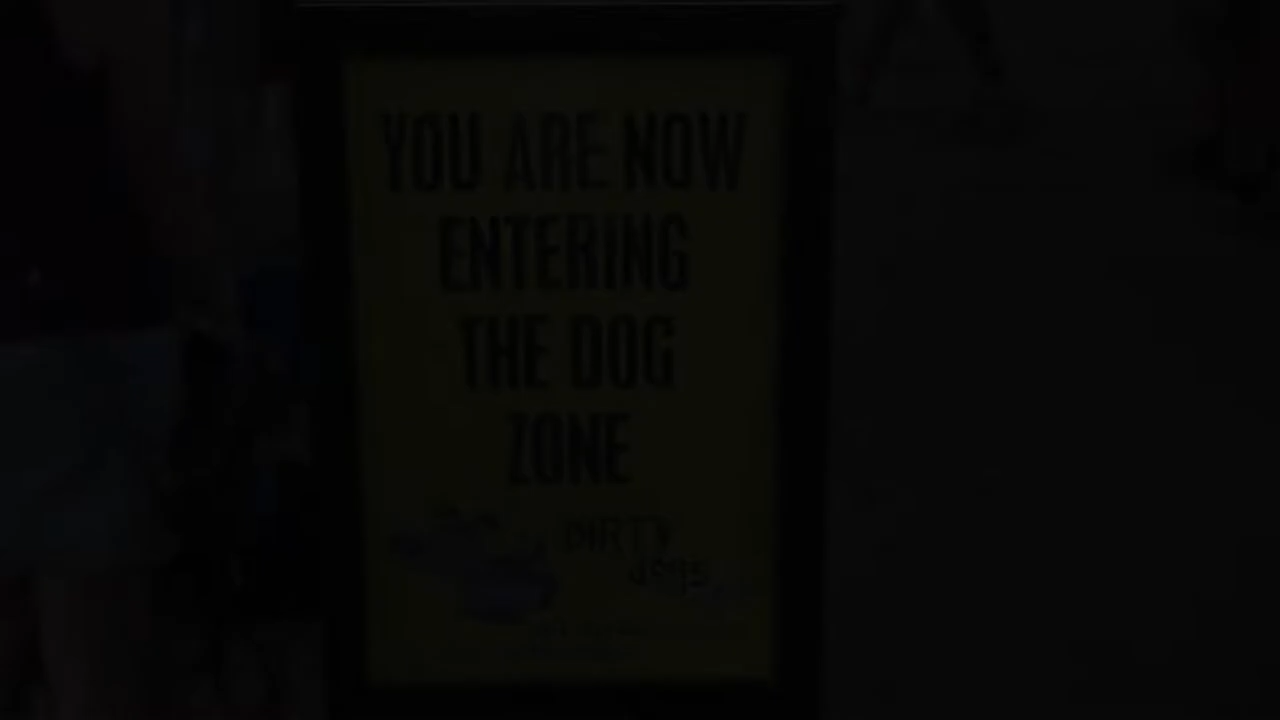 YOU ARE NOW
ENTERING
THE DOG
ZONE
DIRTY
dogs